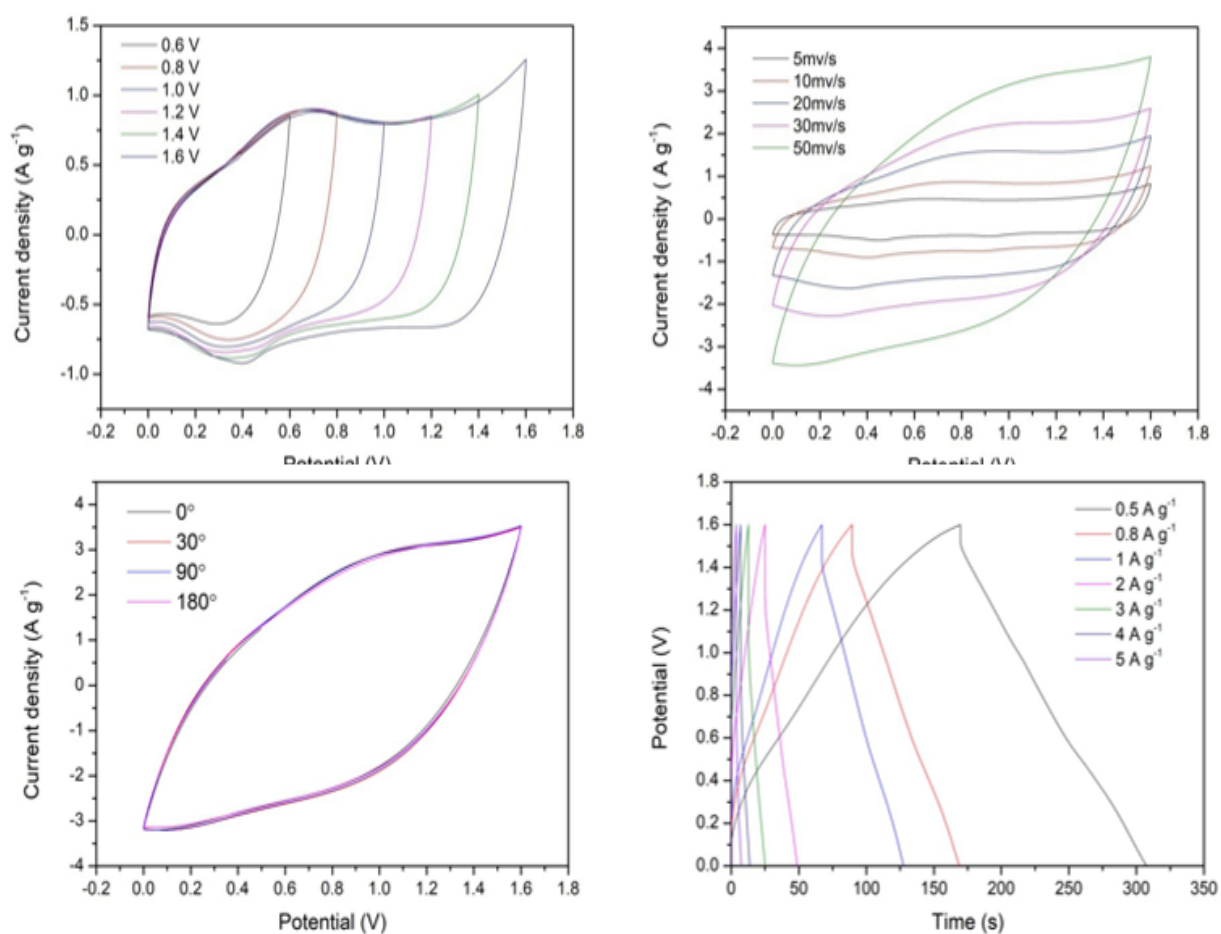 1.5
1.0
0.5
0.0
-0.5
-1.0
Current density (A g⁻¹)
0.6 V
0.8 V
1.0 V
1.2 V
1.4 V
1.6 V
-0.2 0.0 0.2 0.4 0.6 0.8 1.0 1.2 1.4 1.6 1.8
Potential (V)
4
3
2
1
0
-1
-2
-3
-4
Current density ( A g⁻¹)
5mv/s
10mv/s
20mv/s
30mv/s
50mv/s
-0.2 0.0 0.2 0.4 0.6 0.8 1.0 1.2 1.4 1.6 1.8
Potential (V)
4
3
2
1
0
-1
-2
-3
-4
Current density (A g⁻¹)
0°
30°
90°
180°
-0.2 0.0 0.2 0.4 0.6 0.8 1.0 1.2 1.4 1.6 1.8
Potential (V)
1.8
1.6
1.4
1.2
1.0
0.8
0.6
0.4
0.2
0.0
Potential (V)
0.5 A g⁻¹
0.8 A g⁻¹
1 A g⁻¹
2 A g⁻¹
3 A g⁻¹
4 A g⁻¹
5 A g⁻¹
0 50 100 150 200 250 300 350
Time (s)